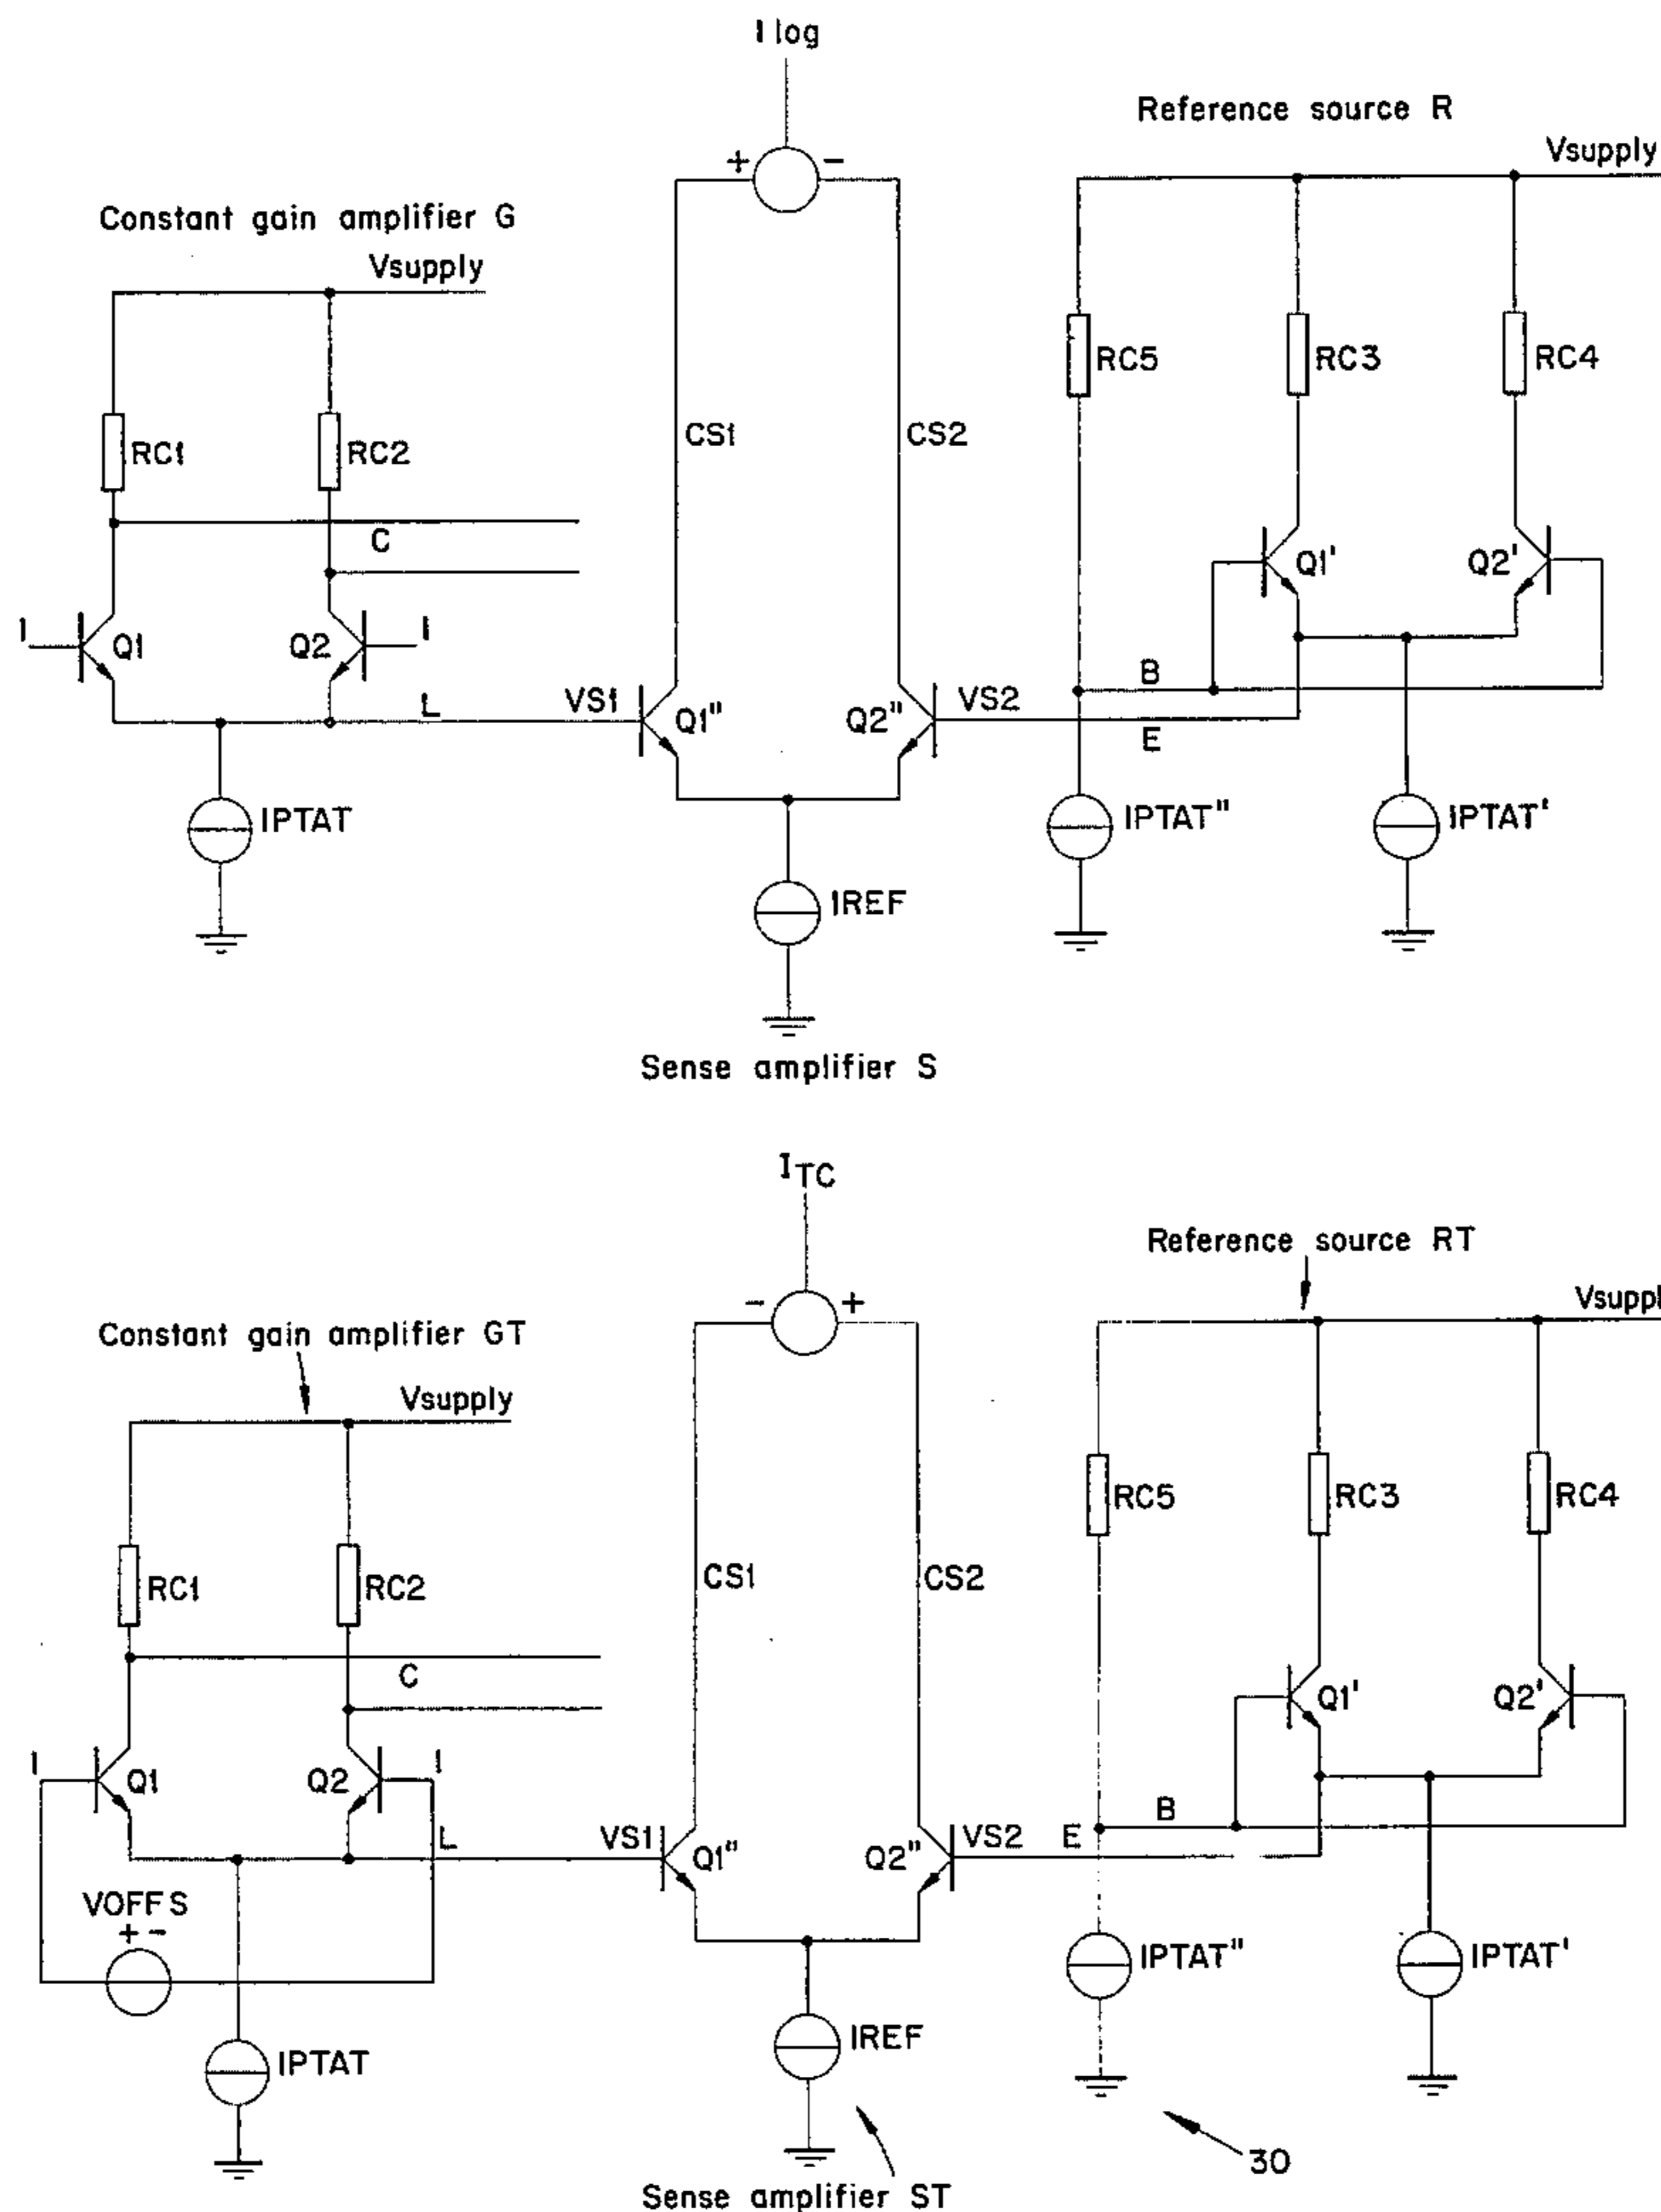 I log
Reference source R
Vsupply
Constant gain amplifier G
Vsupply
+ -
RC5
RC3
RC4
RC1
RC2
CS1
CS2
C
Q1'
Q2'
I
Q1
Q2
I
B
L
VS1
Q1"
Q2"
VS2
E
IPTAT
IPTAT"
IPTAT'
IREF
Sense amplifier S
ITC
Reference source RT
Vsuppl
- +
Constant gain amplifier GT
Vsupply
RC5
RC3
RC4
RC1
RC2
CS1
CS2
C
Q1'
Q2'
I
Q1
Q2
I
B
L
VS1
Q1"
Q2"
VS2
E
VOFFS
+ -
IPTAT"
IPTAT'
IREF
IPTAT
30
Sense amplifier ST